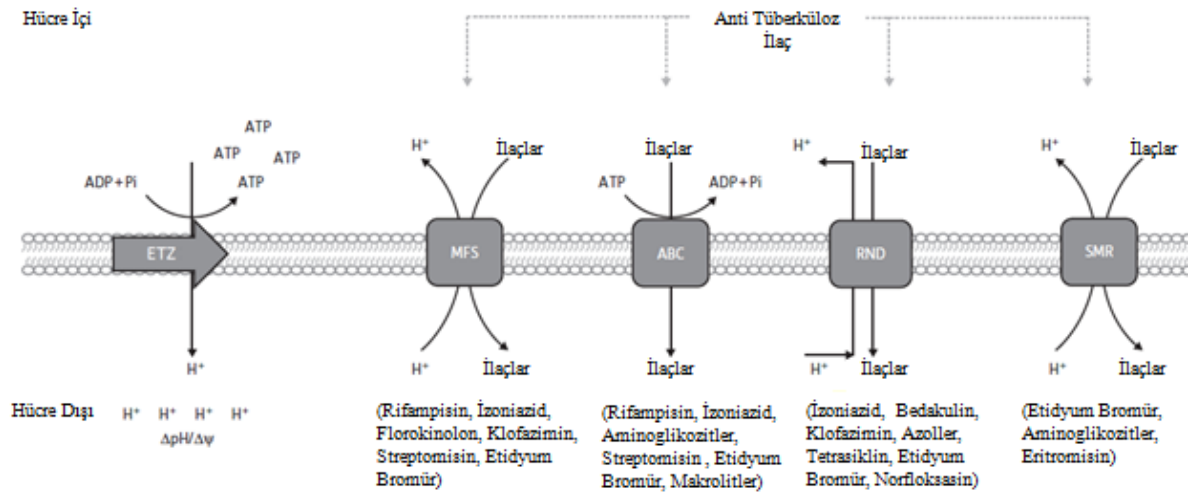 Hücre İçi
Anti Tüberküloz
İlaç
ATP
ATP
ATP
ATP
ADP+Pi
H⁺
İlaçlar
İlaçlar
ATP
ADP+Pi
H⁺
İlaçlar
H⁺
İlaçlar
ETZ
MFS
ABC
RND
SMR
H⁺
H⁺
İlaçlar
İlaçlar
H⁺
İlaçlar
H⁺
İlaçlar
Hücre Dışı
H⁺ H⁺ H⁺ H⁺
ΔpH/Δψ
(Rifampisin, İzoniazid,
Florokinolon, Klofazimin,
Streptomisin, Etidyum
Bromür)
(Rifampisin, İzoniazid,
Aminoglikozitler,
Streptomisin , Etidyum
Bromür, Makrolitler)
(İzoniazid, Bedakulin,
Klofazimin, Azoller,
Tetrasiklin, Etidyum
Bromür, Norfloksasin)
(Etidyum Bromür,
Aminoglikozitler,
Eritromisin)